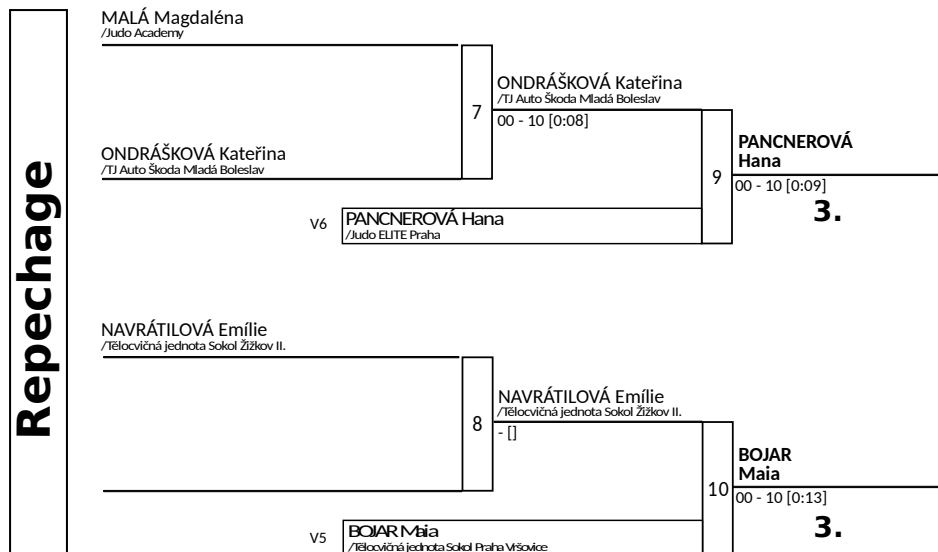 Repechage
MALÁ Magdaléna
/Judo Academy
ONDRÁŠKOVÁ Kateřina
/TJ Auto Škoda Mladá Boleslav
7
ONDRÁŠKOVÁ Kateřina
/TJ Auto Škoda Mladá Boleslav
00 - 10 [0:08]
V6
PANCNEROVÁ Hana
/Judo ELITE Praha
9
PANCNEROVÁ
Hana
00 - 10 [0:09]
3.
NAVRÁTILOVÁ Emílie
/Tělocvičná jednota Sokol Žižkov II.
8
NAVRÁTILOVÁ Emílie
/Tělocvičná jednota Sokol Žižkov II.
- []
V5
BOJAR Maia
/Tělocvičná jednota Sokol Praha Vršovice
10
BOJAR
Maia
00 - 10 [0:13]
3.